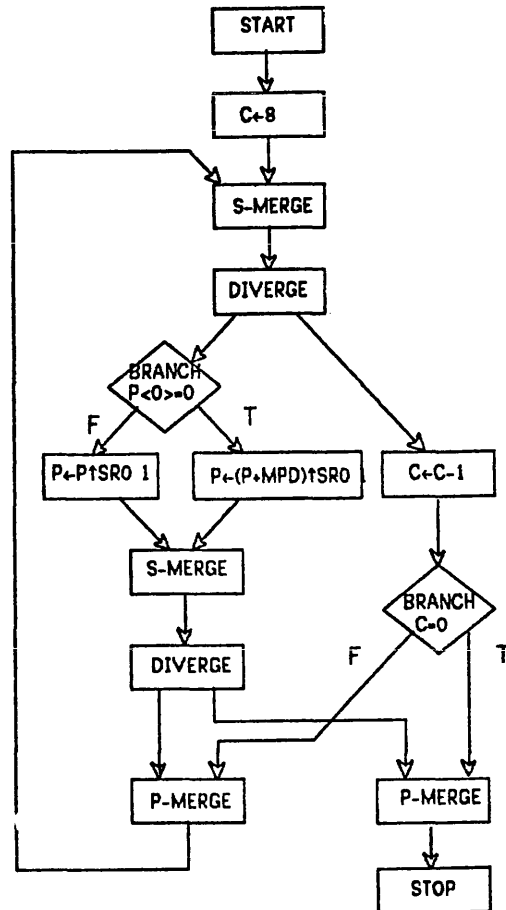 START
C←8
S-MERGE
DIVERGE
BRANCH
P<0>=0
F
T
P←P↑SR0 1
P←(P+MPD)↑SR0 1
C←C-1
S-MERGE
BRANCH
C=0
DIVERGE
F
T
P-MERGE
P-MERGE
STOP